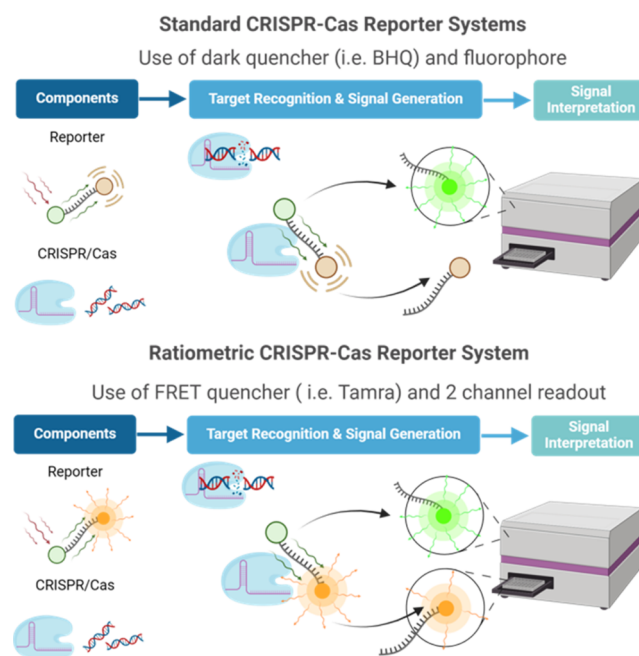 Standard CRISPR-Cas Reporter Systems
Use of dark quencher (i.e. BHQ) and fluorophore
Components
Target Recognition & Signal Generation
Signal
Interpretation
Reporter
CRISPR/Cas
Ratiometric CRISPR-Cas Reporter System
Use of FRET quencher ( i.e. Tamra) and 2 channel readout
Components
Target Recognition & Signal Generation
Signal
Interpretation
Reporter
CRISPR/Cas